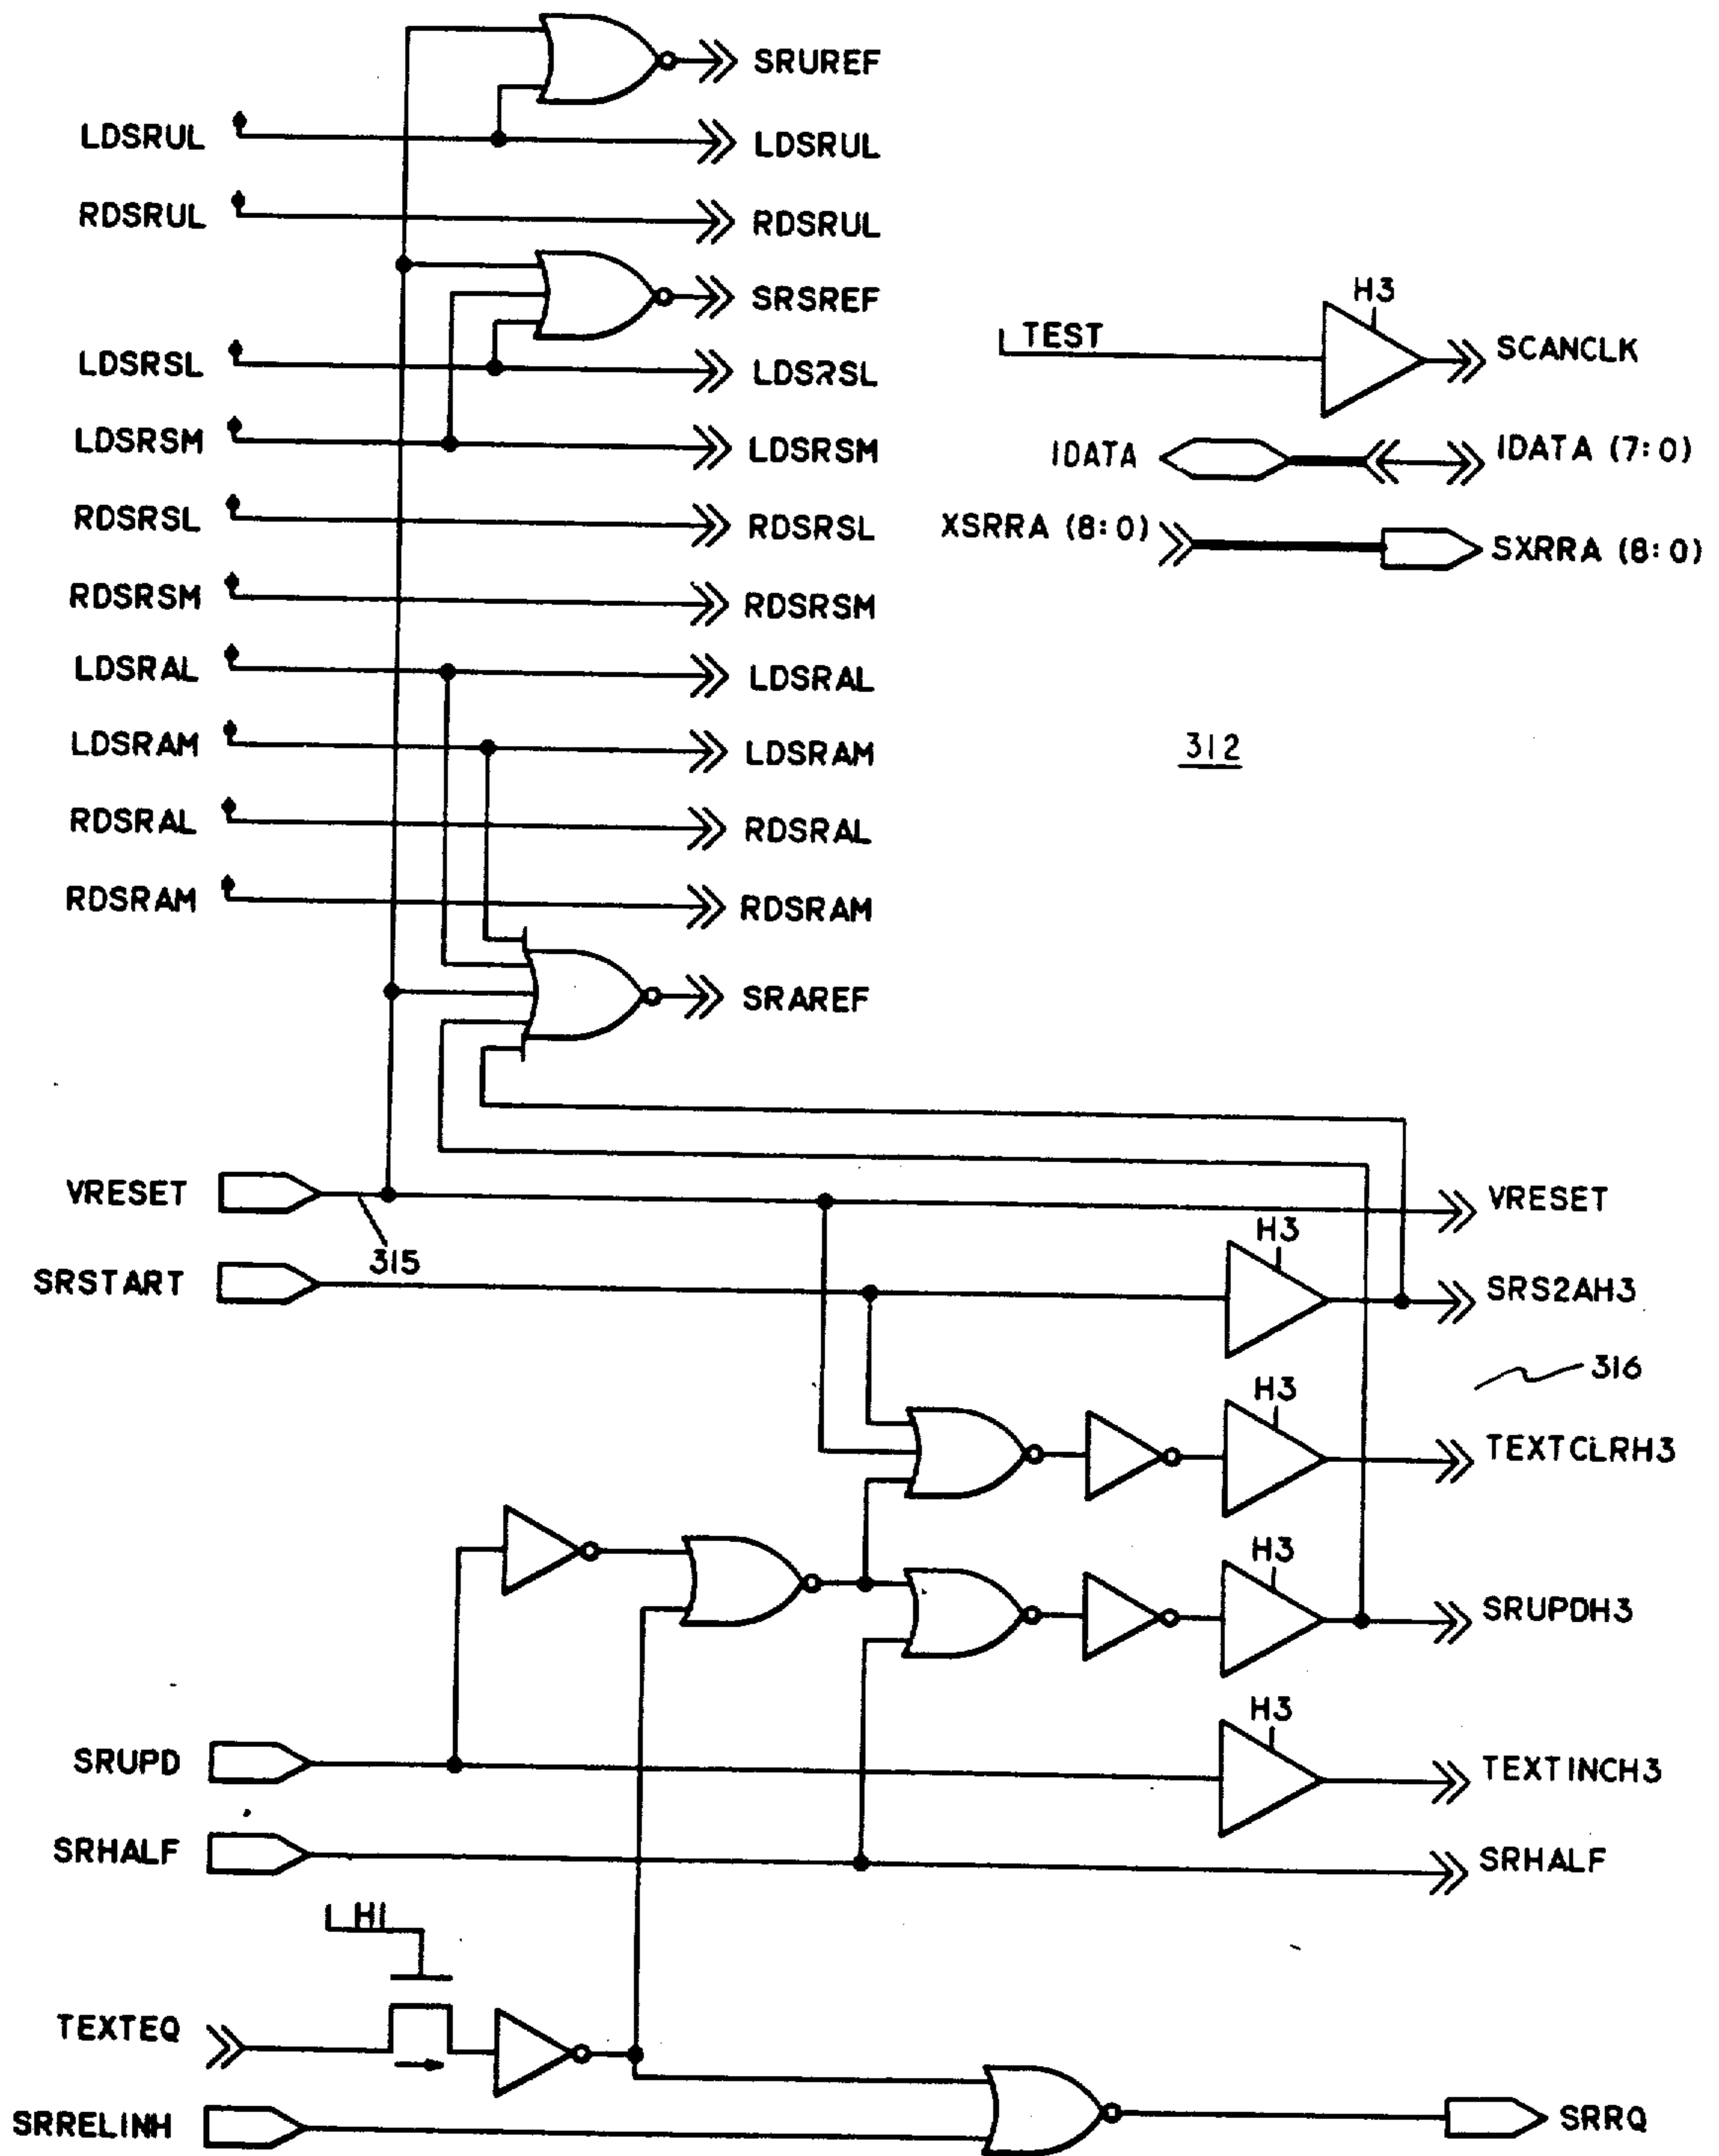 SRUREF
LDSRUL LDSRUL
RDSRUL RDSRUL
SRSREF
LDSRSL LDSRSL
LDSRSM LDSRSM
RDSRSL RDSRSL
RDSRSM RDSRSM
LDSRAL LDSRAL
LDSRAM LDSRAM
RDSRAL RDSRAL
RDSRAM RDSRAM
SRAREF
H3
TEST SCANCLK
IDATA IDATA (7:0)
XSRRA (8:0) SXRRA (8:0)
312
VRESET VRESET
315
H3
SRSTART SRS2AH3
316
H3
TEXTCLRH3
H3
SRUPDH3
H3
SRUPD TEXTINCH3
SRHALF SRHALF
H1
TEXTEQ
SRRELINH SRRQ